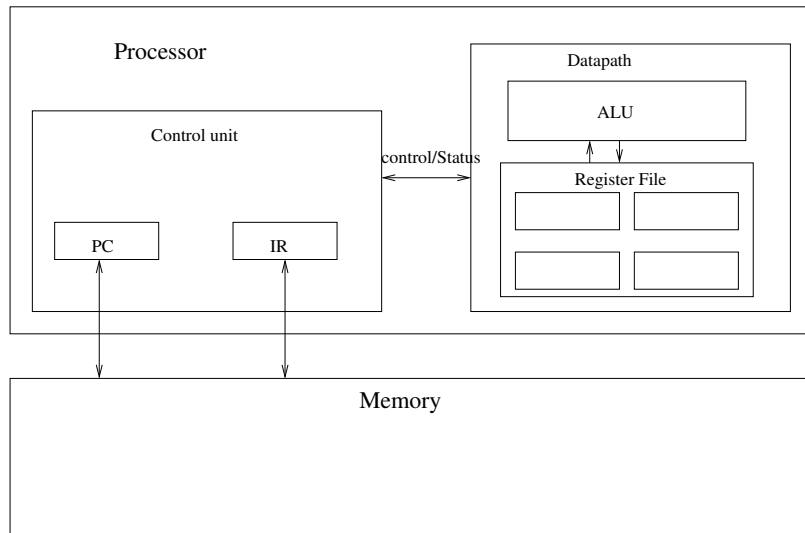 Processor
Datapath
ALU
Control unit
control/Status
Register File
PC
IR
Memory